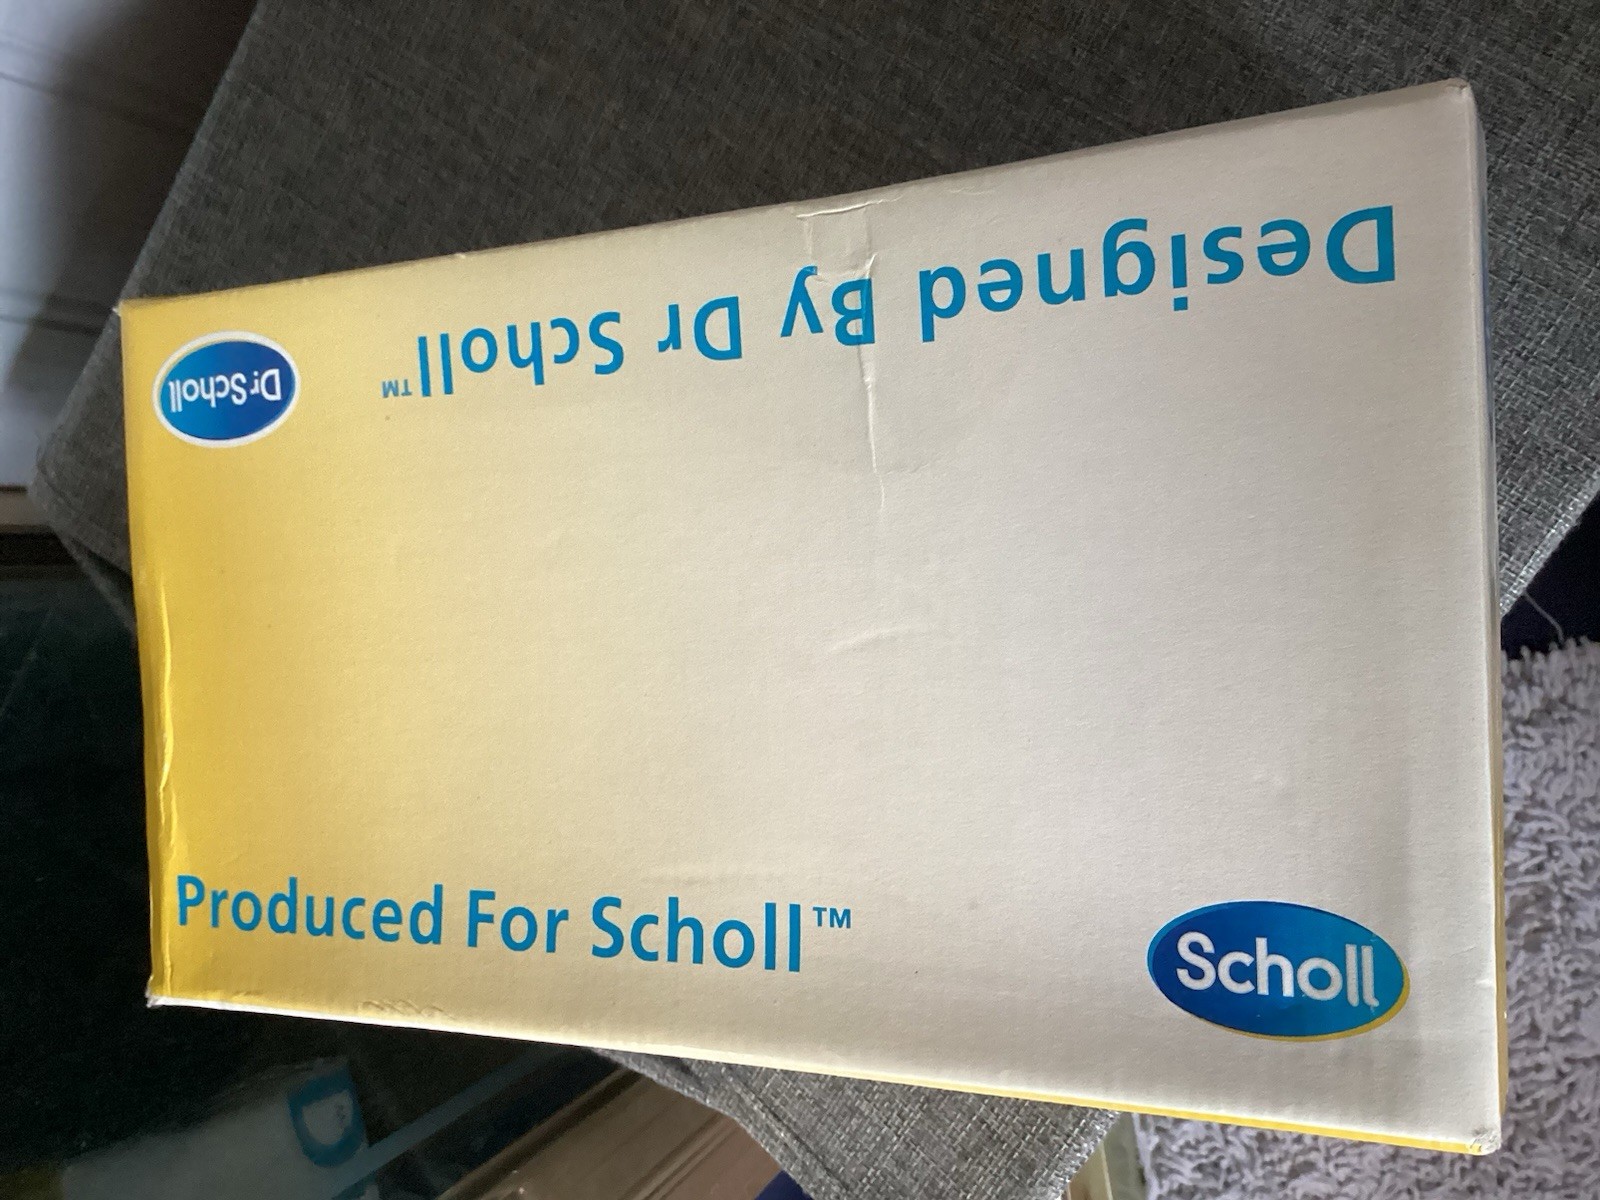 Designed By Dr Scholl™
Dr Scholl
Produced For Scholl™
Scholl